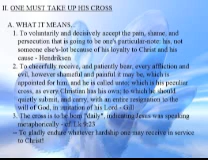 II. ONE MUST TAKE UP HIS CROSS
A. WHAT IT MEANS,
1. To voluntarily and decisively accept the pain, shame, and
persecution that is going to be one's particular-note: his, not
someone else's-lot because of his loyalty to Christ and his
cause - Hendriksen
2. To cheerfully receive, and patiently bear, every affliction and
evil, however shameful and painful it may be, which is
appointed for him, and he is called unto; which is his peculiar
cross, as every Christian has his own; to which he should
quietly submit, and carry, with an entire resignation to the
will of God, in imitation of his Lord - Gill
3. The cross is to be born "daily", indicating Jesus was speaking
metaphorically - cf. Lk 9:23
-- To gladly endure whatever hardship one may receive in service
to Christ!